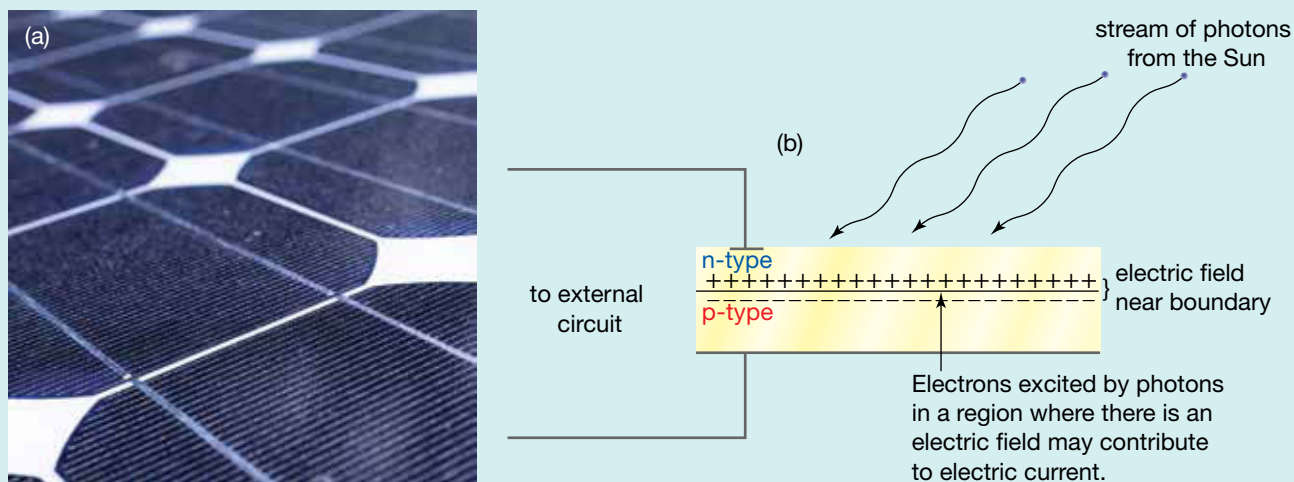 (a)
stream of photons
from the Sun
(b)
n-type
+++++++++++++++++++++
electric field
near boundary
to external
circuit
p-type
Electrons excited by photons
in a region where there is an
electric field may contribute
to electric current.